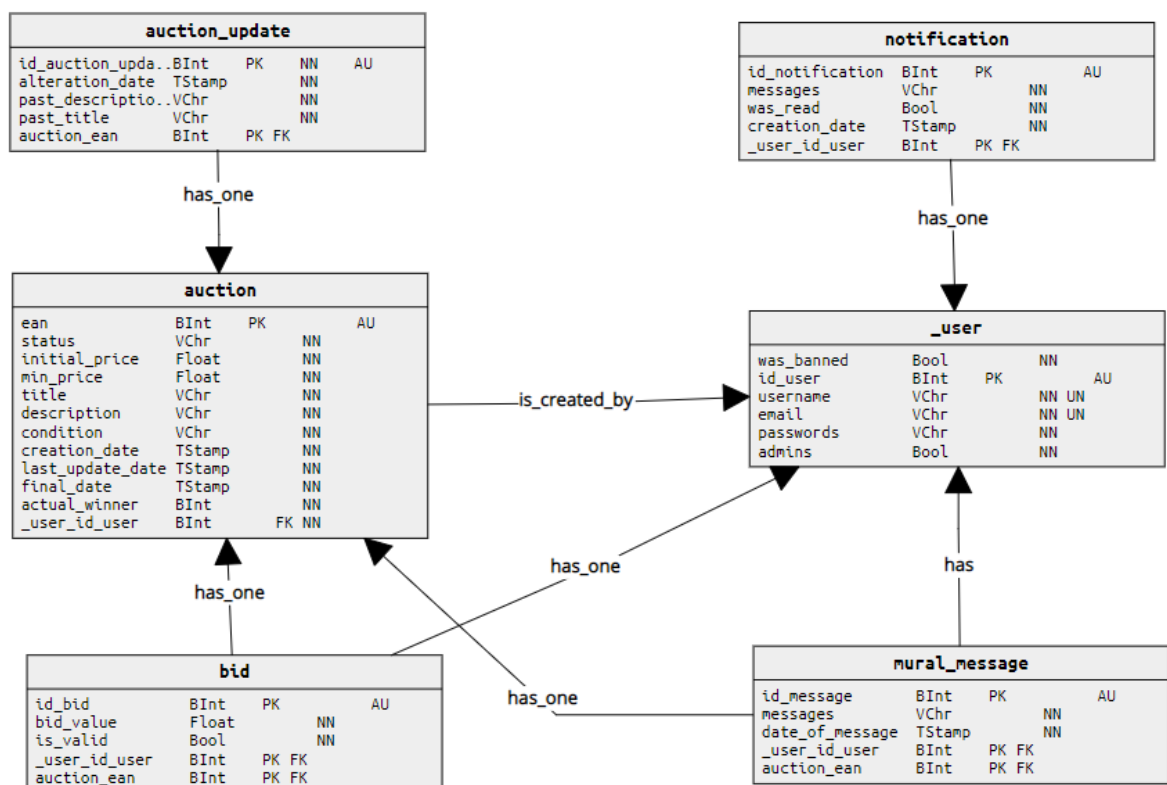 auction_update
id_auction_upda..BInt PK NN AU
alteration_date TStamp NN
past_descriptio..VChr NN
past_title VChr NN
auction_ean BInt PK FK
has_one
notification
id_notification BInt PK AU
messages VChr NN
was_read Bool NN
creation_date TStamp NN
_user_id_user BInt PK FK
has_one
auction
ean BInt PK AU
status VChr NN
initial_price Float NN
min_price Float NN
title VChr NN
description VChr NN
condition VChr NN
creation_date TStamp NN
last_update_date TStamp NN
final_date TStamp NN
actual_winner BInt NN
_user_id_user BInt FK NN
is_created_by
_user
was_banned Bool NN
id_user BInt PK AU
username VChr NN UN
email VChr NN UN
passwords VChr NN
admins Bool NN
has_one
has_one
has_one
has
bid
id_bid BInt PK AU
bid_value Float NN
is_valid Bool NN
_user_id_user BInt PK FK
auction_ean BInt PK FK
mural_message
id_message BInt PK AU
messages VChr NN
date_of_message TStamp NN
_user_id_user BInt PK FK
auction_ean BInt PK FK